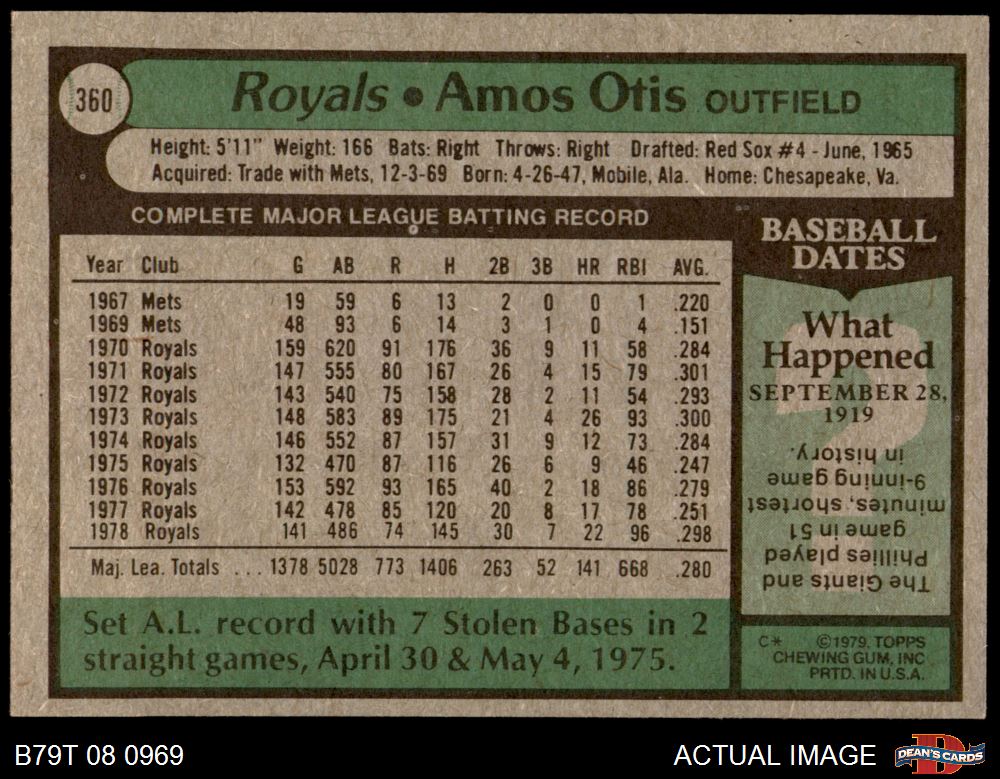 360
Royals • Amos Otis OUTFIELD
Height: 5'11" Weight: 166 Bats: Right Throws: Right Drafted: Red Sox #4 - June, 1965
Acquired: Trade with Mets, 12-3-69 Born: 4-26-47, Mobile, Ala. Home: Chesapeake, Va.
COMPLETE MAJOR LEAGUE BATTING RECORD
Year Club G AB R H 2B 3B HR RBI AVG.
1967 Mets 19 59 6 13 2 0 0 1 .220
1969 Mets 48 93 6 14 3 1 0 4 .151
1970 Royals 159 620 91 176 36 9 11 58 .284
1971 Royals 147 555 80 167 26 4 15 79 .301
1972 Royals 143 540 75 158 28 2 11 54 .293
1973 Royals 148 583 89 175 21 4 26 93 .300
1974 Royals 146 552 87 157 31 9 12 73 .284
1975 Royals 132 470 87 116 26 6 9 46 .247
1976 Royals 153 592 93 165 40 2 18 86 .279
1977 Royals 142 478 85 120 20 8 17 78 .251
1978 Royals 141 486 74 145 30 7 22 96 .298
Maj. Lea. Totals ... 1378 5028 773 1406 263 52 141 668 .280
Set A.L. record with 7 Stolen Bases in 2
straight games, April 30 & May 4, 1975.
BASEBALL
DATES
What
Happened
SEPTEMBER 28,
1919
The Giants and
Phillies played
game in 51
minutes, shortest
9-inning game
in history.
C* ©1979. TOPPS
CHEWING GUM, INC
PRTD. IN U.S.A.
B79T 08 0969
ACTUAL IMAGE
DEAN'S CARDS